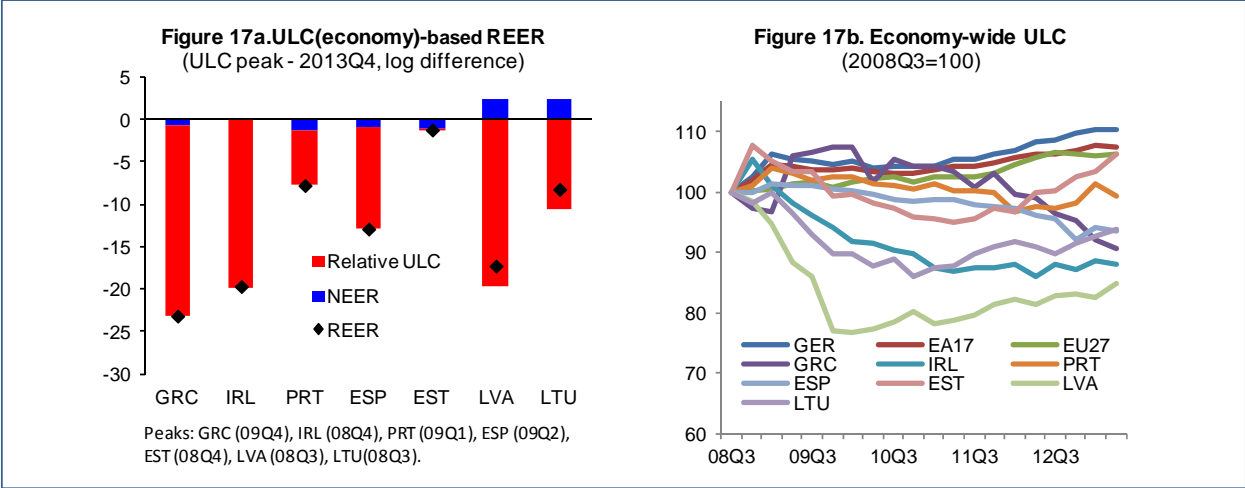 Figure 17a.ULC(economy)-based REER
(ULC peak - 2013Q4, log difference)
5
0
-5
-10
-15
-20
-25
-30
Relative ULC
NEER
REER
GRC IRL PRT ESP EST LVA LTU
Peaks: GRC (09Q4), IRL (08Q4), PRT (09Q1), ESP (09Q2),
EST (08Q4), LVA (08Q3), LTU(08Q3).
Figure 17b. Economy-wide ULC
(2008Q3=100)
110
100
90
80
70
60
GER EA17 EU27
GRC IRL PRT
ESP EST LVA
LTU
08Q3 09Q3 10Q3 11Q3 12Q3